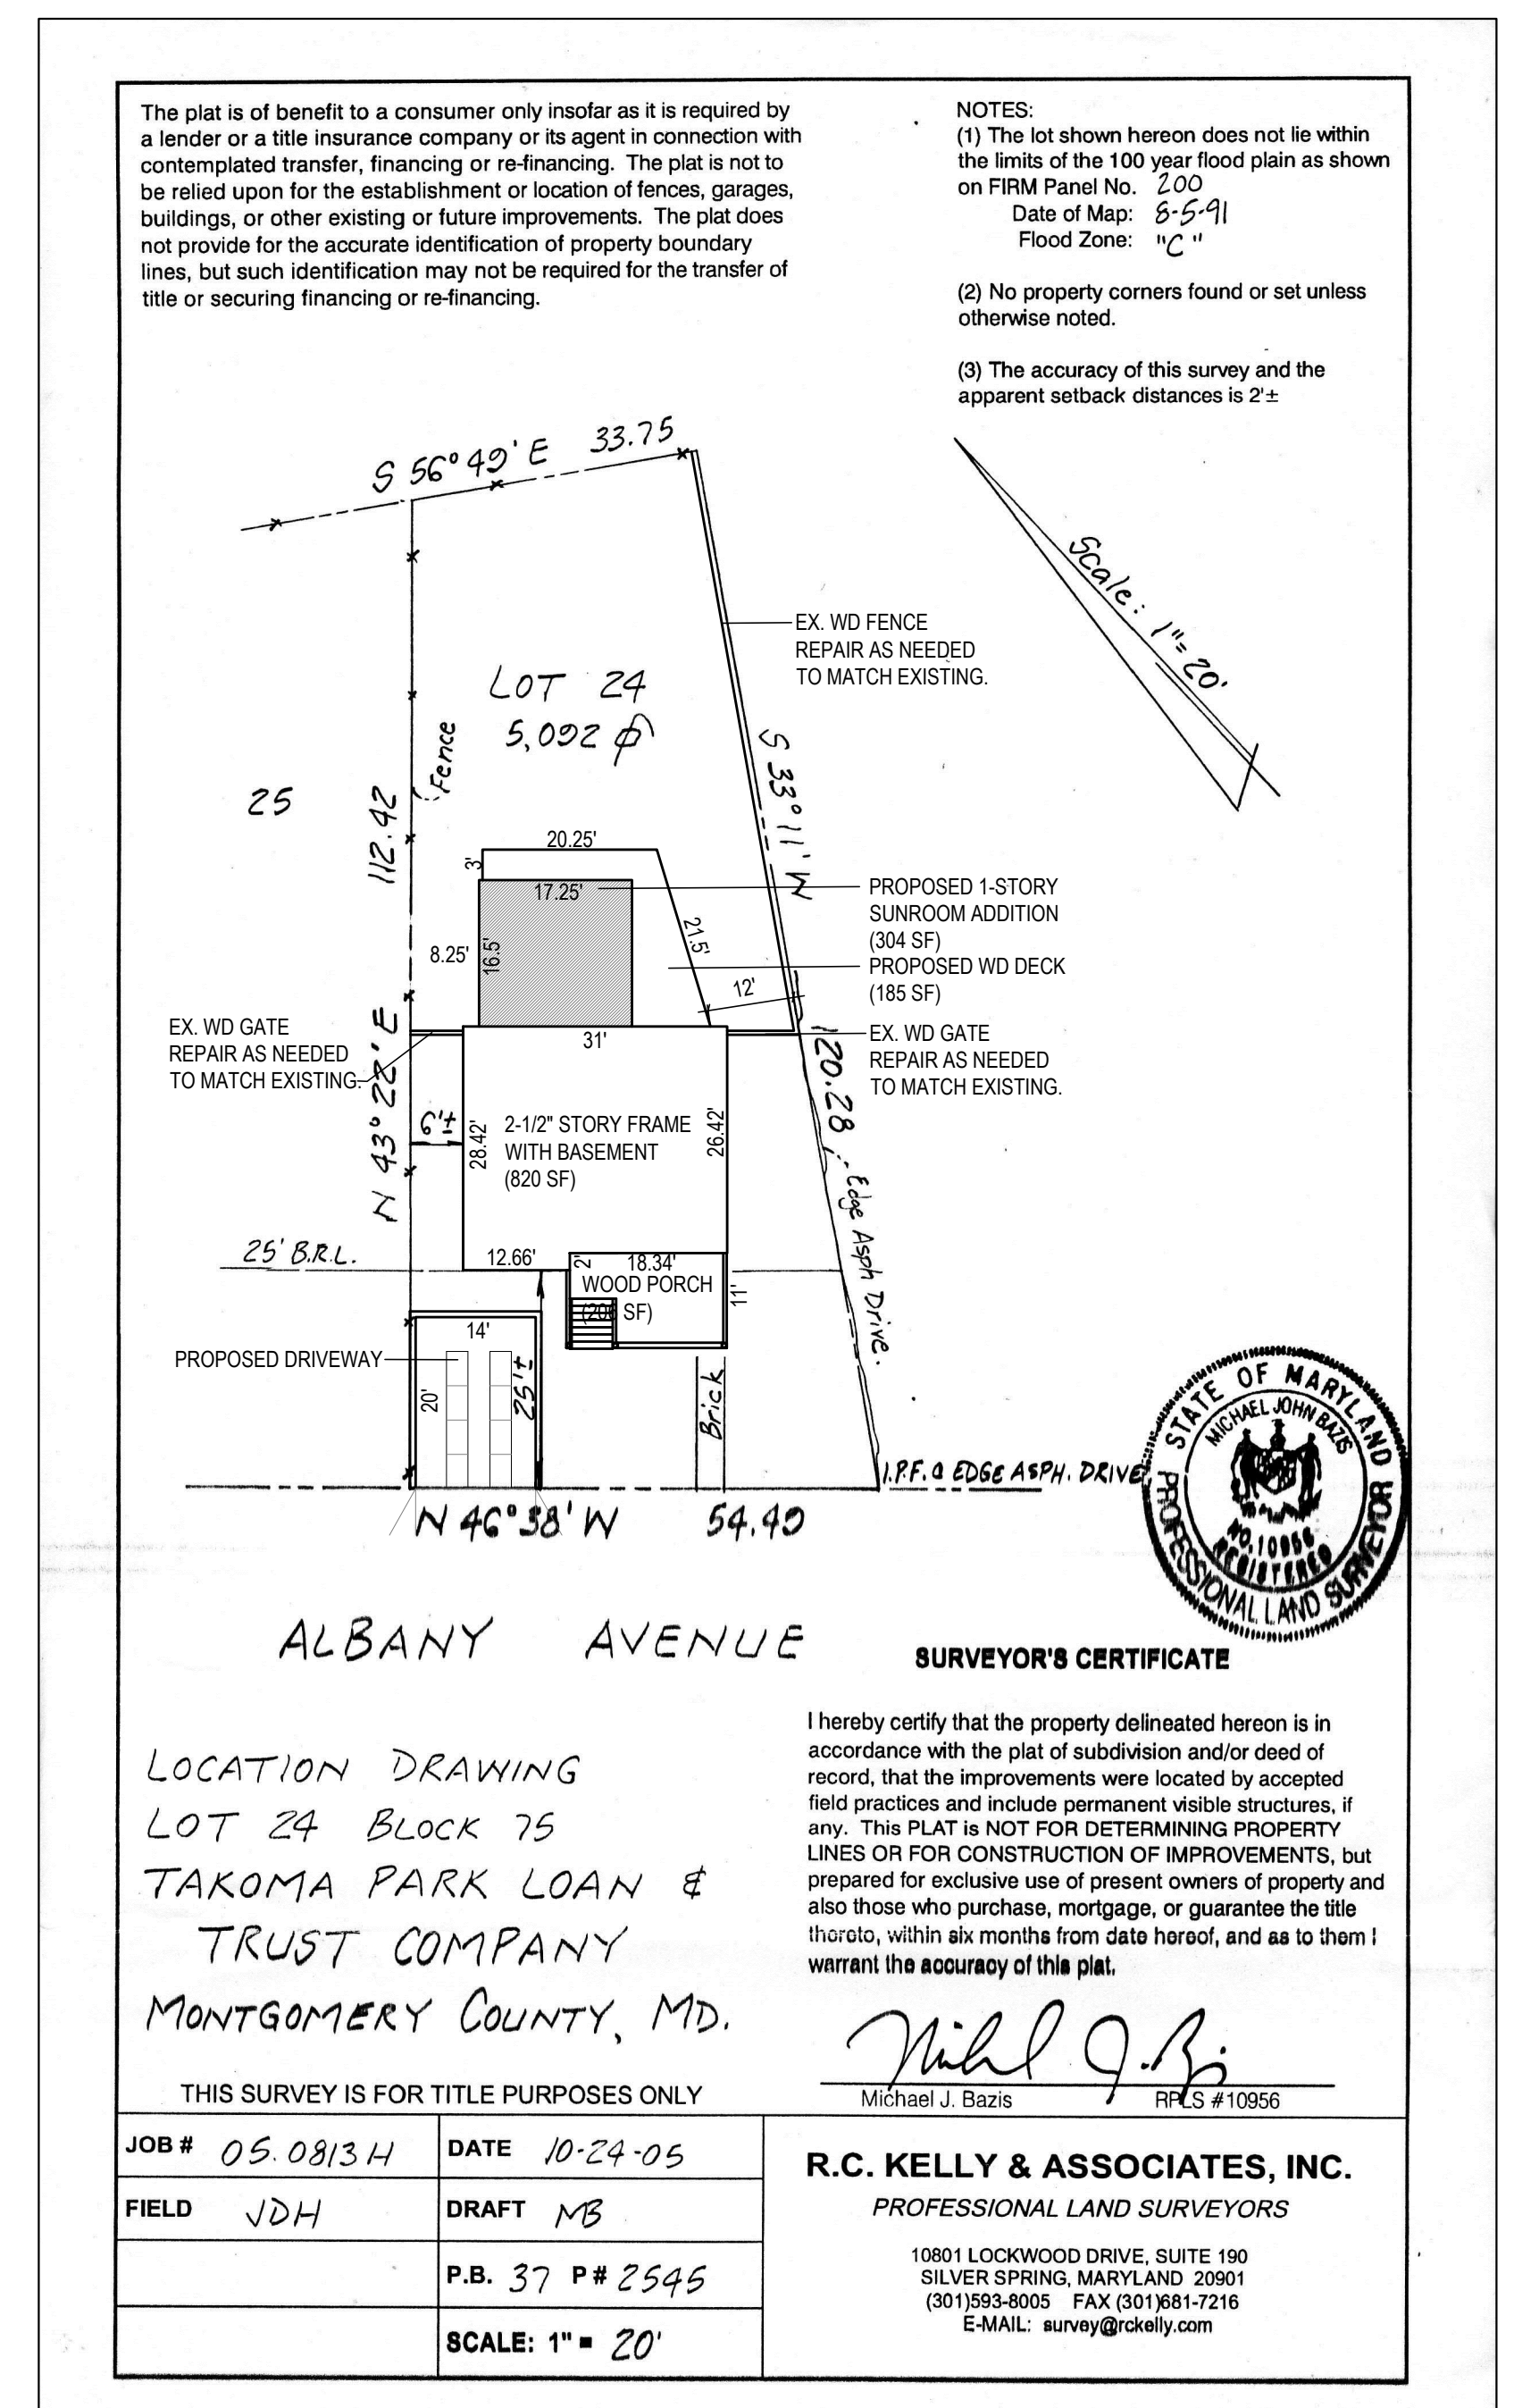 The plat is of benefit to a consumer only insofar as it is required by
a lender or a title insurance company or its agent in connection with
contemplated transfer, financing or re-financing. The plat is not to
be relied upon for the establishment or location of fences, garages,
buildings, or other existing or future improvements. The plat does
not provide for the accurate identification of property boundary
lines, but such identification may not be required for the transfer of
title or securing financing or re-financing.
NOTES:
(1) The lot shown hereon does not lie within
the limits of the 100 year flood plain as shown
on FIRM Panel No. 200
Date of Map: 8-5-91
Flood Zone: "C"
(2) No property corners found or set unless
otherwise noted.
(3) The accuracy of this survey and the
apparent setback distances is 2'±
S 56° 49' E 33.75
Scale: 1"= 20'
EX. WD FENCE
REPAIR AS NEEDED
TO MATCH EXISTING.
LOT 24
5,092
Fence
25
112.42
N 43° 22' E
S 33° 11' W
120.28
20.25'
3'
17.25'
8.25'
16.5'
21.5'
12'
PROPOSED 1-STORY
SUNROOM ADDITION
(304 SF)
PROPOSED WD DECK
(185 SF)
EX. WD GATE
REPAIR AS NEEDED
TO MATCH EXISTING.
EX. WD GATE
REPAIR AS NEEDED
TO MATCH EXISTING.
31'
6'±
28.42'
2-1/2" STORY FRAME
WITH BASEMENT
(820 SF)
26.42'
Edge Asph Drive.
25' B.R.L.
12.66'
2'
18.34'
WOOD PORCH
SF)
11'
14'
PROPOSED DRIVEWAY
20'
25'±
Brick
I.P.F. @ EDGE ASPH. DRIVE
N 46° 38' W 54.49
STATE OF MARYLAND
MICHAEL JOHN BAZIS
NO. 10956
REGISTERED
PROFESSIONAL LAND SURVEYOR
ALBANY AVENUE
SURVEYOR'S CERTIFICATE
I hereby certify that the property delineated hereon is in
accordance with the plat of subdivision and/or deed of
record, that the improvements were located by accepted
field practices and include permanent visible structures, if
any. This PLAT is NOT FOR DETERMINING PROPERTY
LINES OR FOR CONSTRUCTION OF IMPROVEMENTS, but
prepared for exclusive use of present owners of property and
also those who purchase, mortgage, or guarantee the title
thereto, within six months from date hereof, and as to them I
warrant the accuracy of this plat.
LOCATION DRAWING
LOT 24 BLOCK 75
TAKOMA PARK LOAN &
TRUST COMPANY
MONTGOMERY COUNTY, MD.
THIS SURVEY IS FOR TITLE PURPOSES ONLY
Michael J. Bazis RPLS #10956
JOB # 05.0813H
DATE 10-24-05
FIELD JDH
DRAFT MB
P.B. 37 P# 2545
SCALE: 1" = 20'
R.C. KELLY & ASSOCIATES, INC.
PROFESSIONAL LAND SURVEYORS
10801 LOCKWOOD DRIVE, SUITE 190
SILVER SPRING, MARYLAND 20901
(301)593-8005 FAX (301)681-7216
E-MAIL: survey@rckelly.com